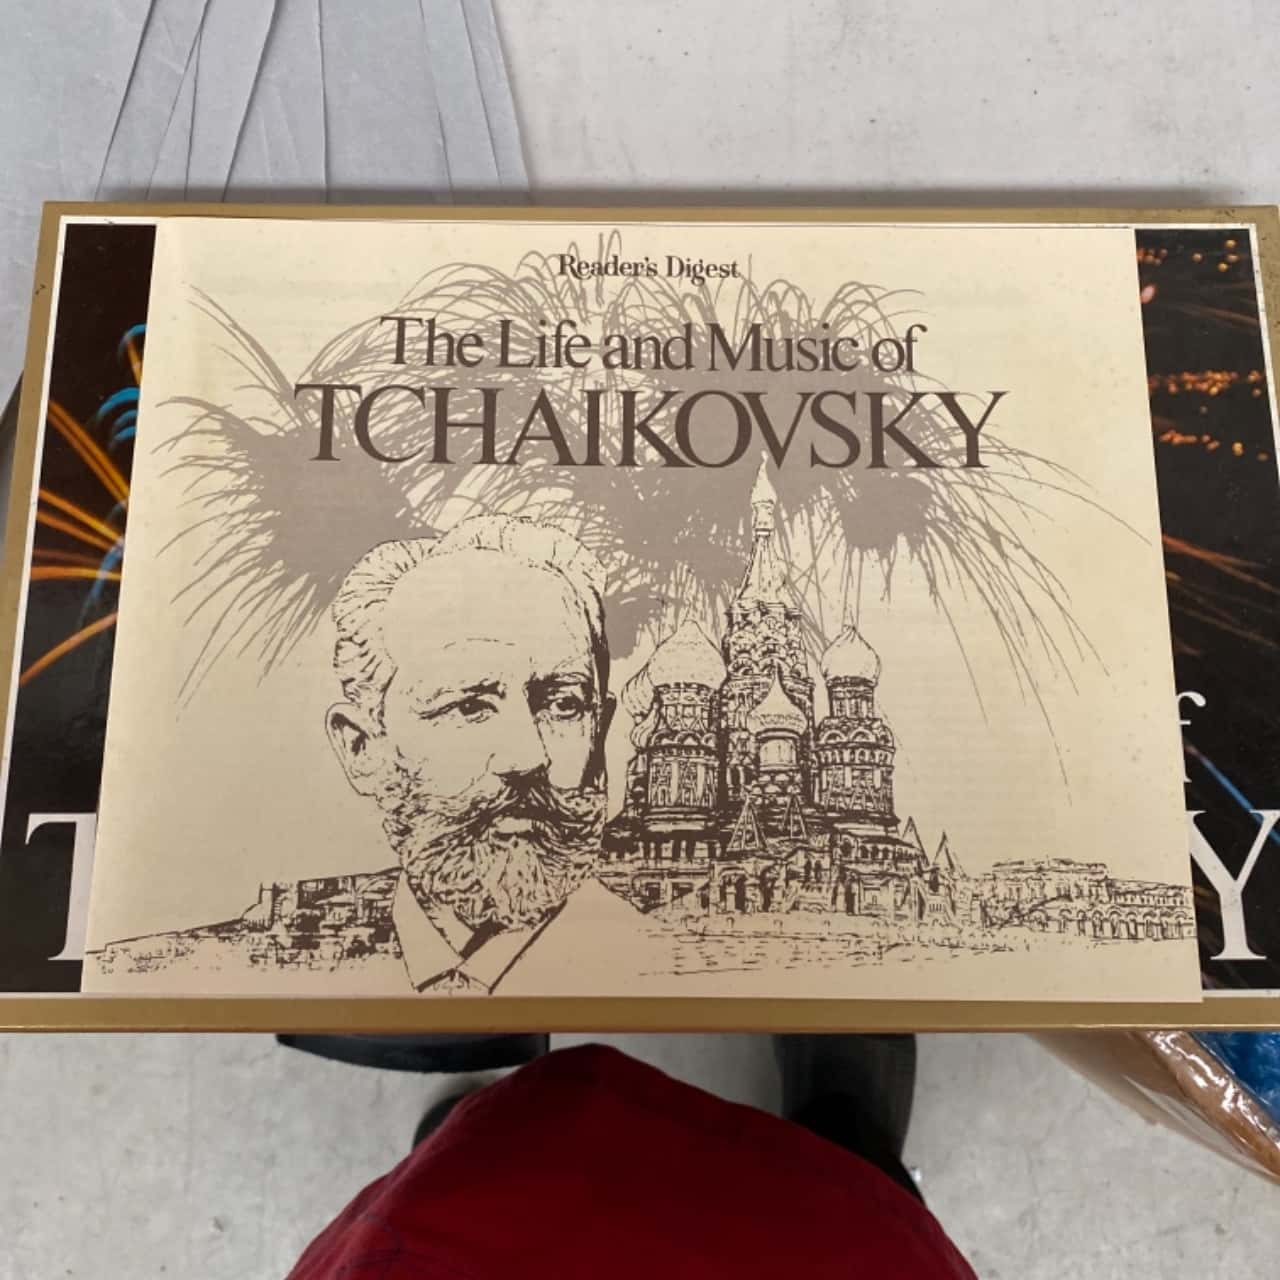 Reader's Digest
The Life and Music of
TCHAIKOVSKY
f
T Y